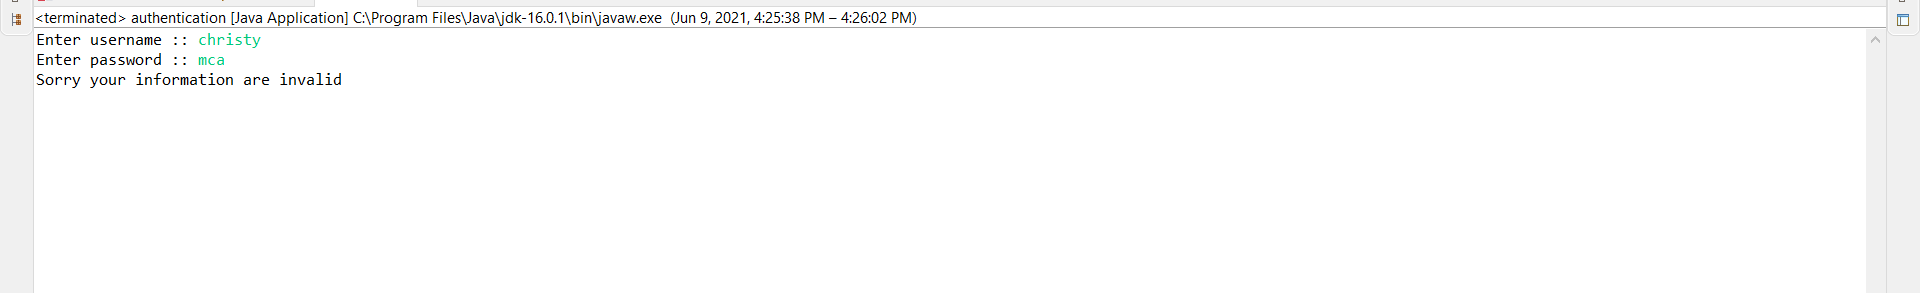 <terminated> authentication [Java Application] C:\Program Files\Java\jdk-16.0.1\bin\javaw.exe (Jun 9, 2021, 4:25:38 PM – 4:26:02 PM)
Enter username :: christy
Enter password :: mca
Sorry your information are invalid